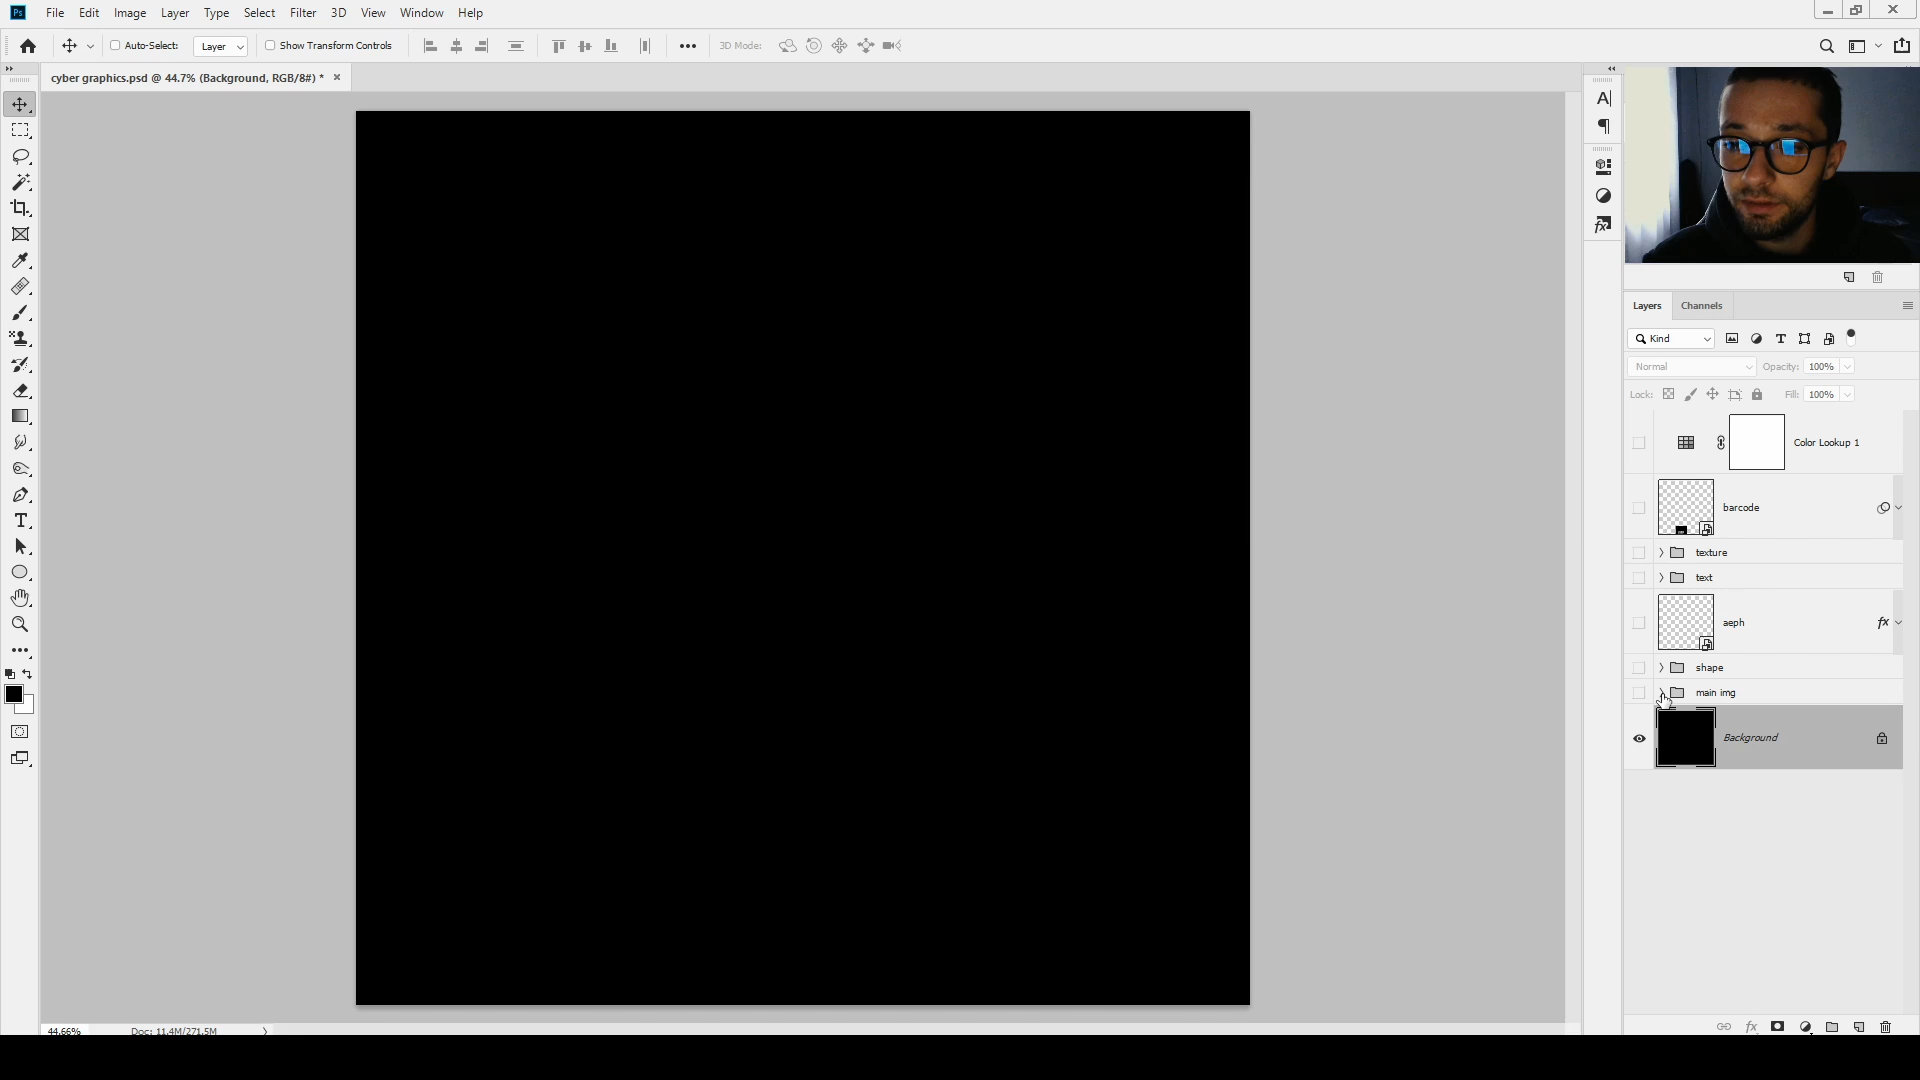 Ps File Edit Image Layer Type Select Filter 3D View Window Help
Auto-Select: Layer Show Transform Controls 3D Mode:
cyber graphics.psd @ 44.7% (Background, RGB/8#) * ×
Layers Channels
Kind
Normal Opacity: 100%
Lock: Fill: 100%
Color Lookup 1
barcode
texture
text
aeph fx
shape
main img
Background
44.66% Doc: 11.4M/271.5M